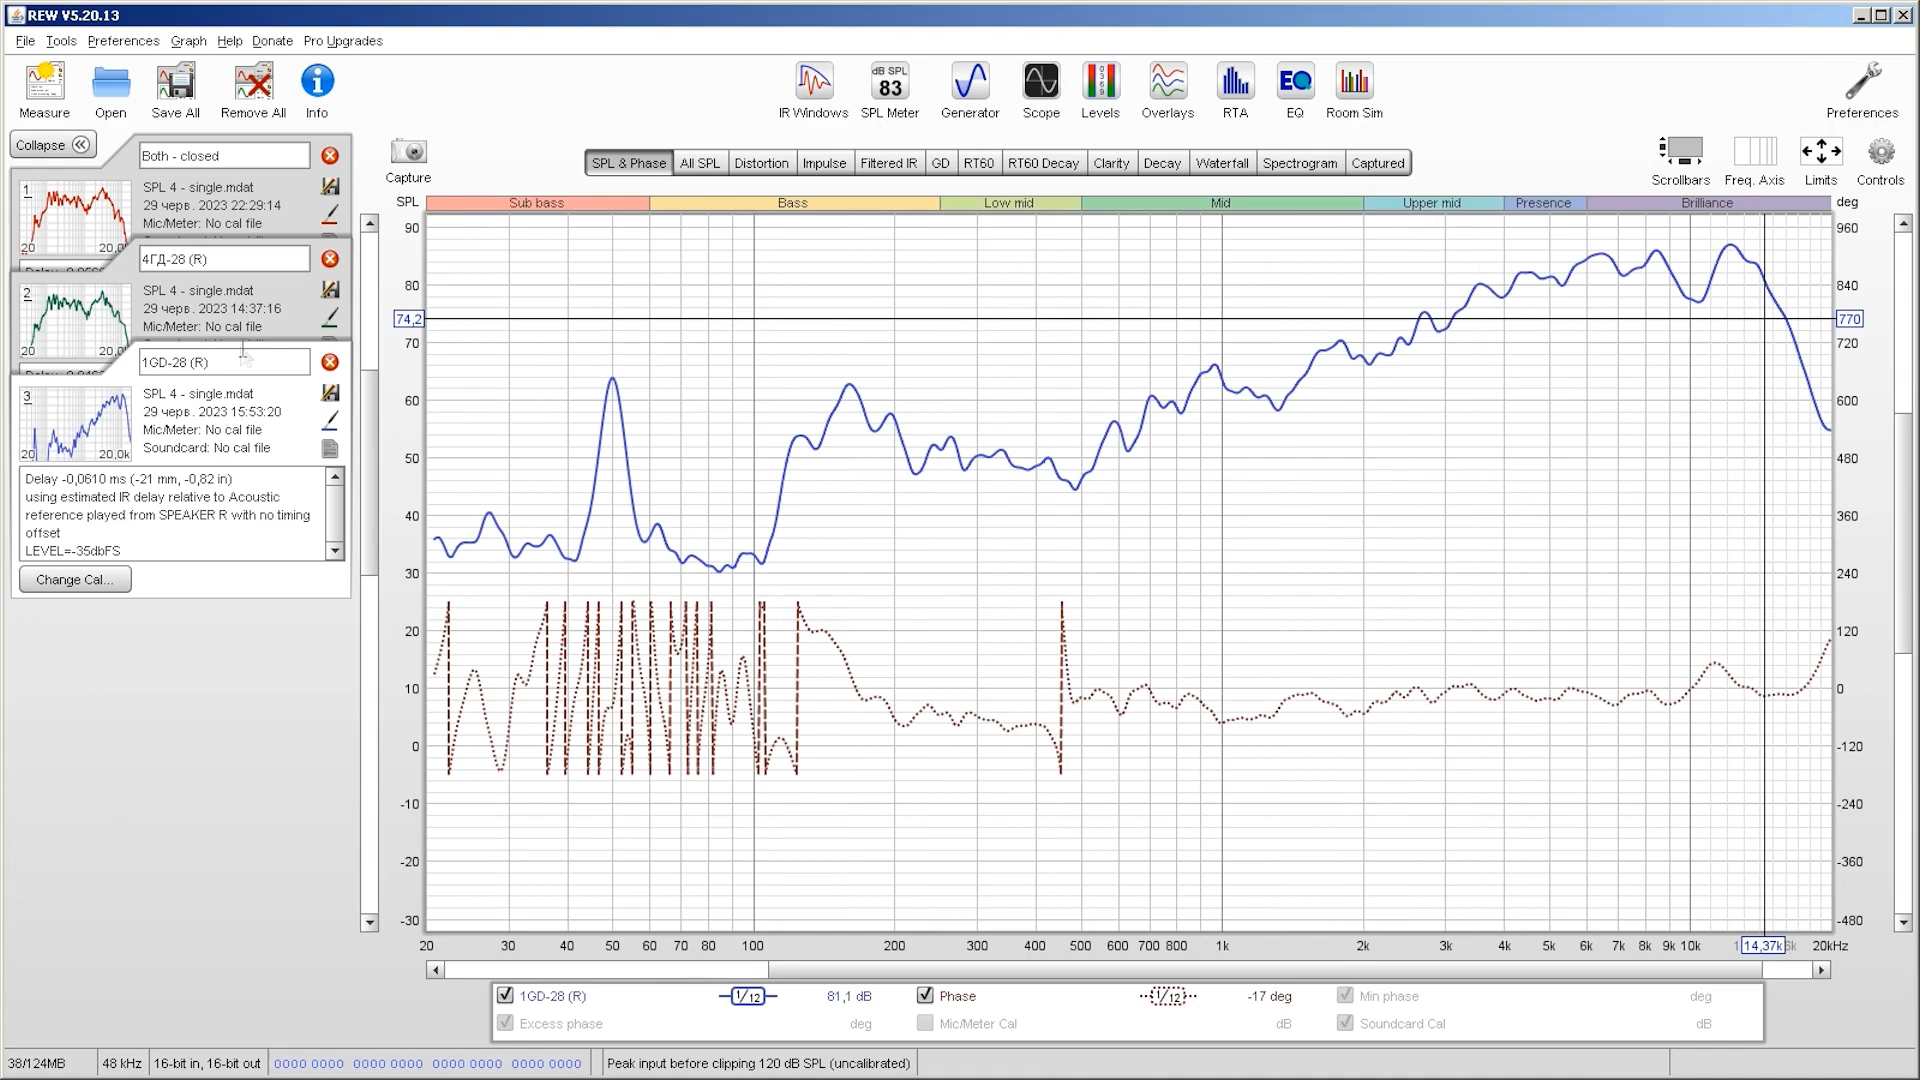 REW V5.20.13
File Tools Preferences Graph Help Donate Pro Upgrades
Measure Open Save All Remove All Info
IR Windows
dB SPL
83
SPL Meter Generator Scope Levels Overlays RTA
EQ
EQ Room Sim Preferences
Collapse
Both - closed
1
SPL 4 - single.mdat
29 черв. 2023 22:29:14
Mic/Meter: No cal file
20 20,0
4ГД-28 (R)
2
SPL 4 - single.mdat
29 черв. 2023 14:37:16
Mic/Meter: No cal file
20 20,0
1GD-28 (R)
3
SPL 4 - single.mdat
29 черв. 2023 15:53:20
Mic/Meter: No cal file
Soundcard: No cal file
20 20,0k
Delay -0,0610 ms (-21 mm, -0,82 in)
using estimated IR delay relative to Acoustic
reference played from SPEAKER R with no timing
offset
LEVEL=-35dbFS
Change Cal...
Capture
SPL & Phase All SPL Distortion Impulse Filtered IR GD RT60 RT60 Decay Clarity Decay Waterfall Spectrogram Captured
Scrollbars Freq. Axis Limits Controls
SPL Sub bass Bass Low mid Mid Upper mid Presence Brilliance deg
90 960
80 840
74,2 770
70 720
60 600
50 480
40 360
30 240
20 120
10 0
0 -120
-10 -240
-20 -360
-30 -480
20 30 40 50 60 70 80 100 200 300 400 500 600 700 800 1k 2k 3k 4k 5k 6k 7k 8k 9k 10k 14,37k 20kHz
1GD-28 (R) 1/12 81,1 dB Phase 1/12 -17 deg Min phase deg
Excess phase deg Mic/Meter Cal dB Soundcard Cal dB
38/124MB 48 kHz 16-bit in, 16-bit out 0000 0000 0000 0000 0000 0000 0000 0000 Peak input before clipping 120 dB SPL (uncalibrated)